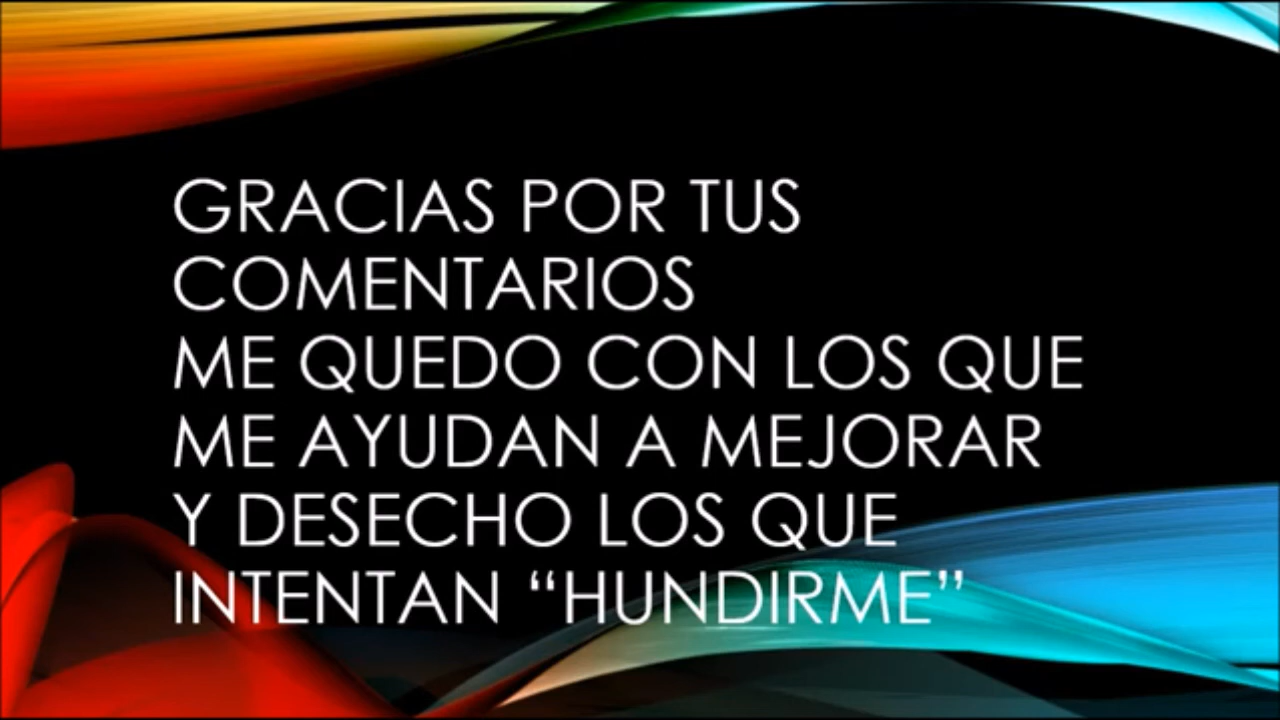 GRACIAS POR TUS
COMENTARIOS
ME QUEDO CON LOS QUE
ME AYUDAN A MEJORAR
Y DESECHO LOS QUE
INTENTAN “HUNDIRME”